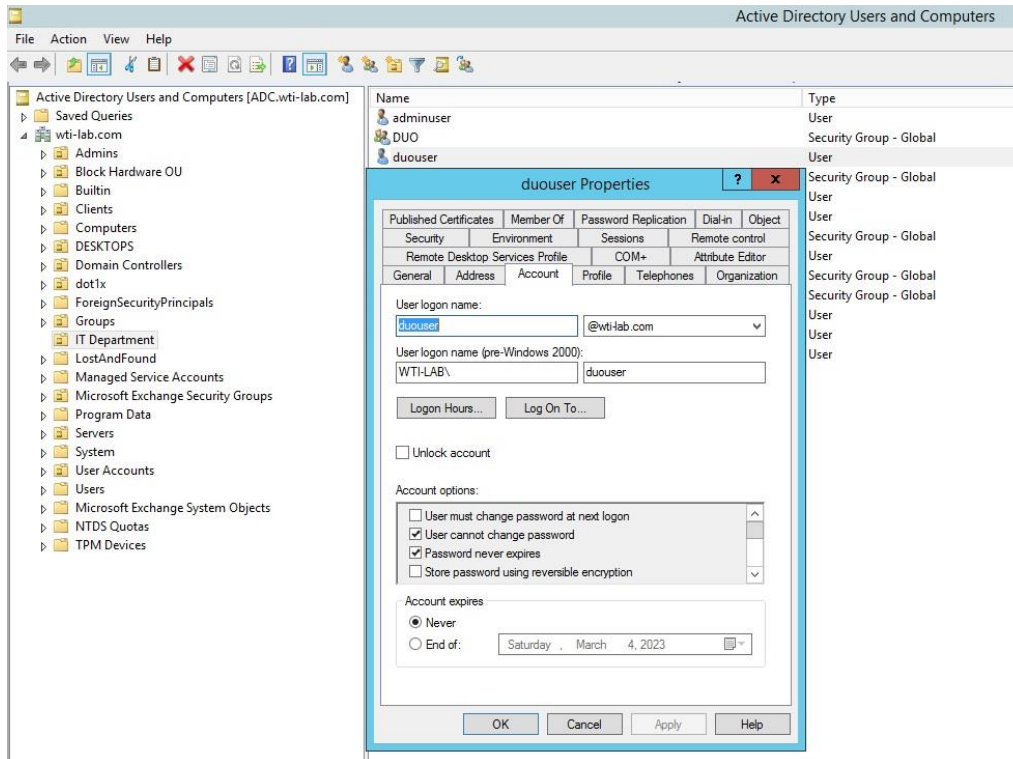 Active Directory Users and Computers
File Action View Help
Active Directory Users and Computers [ADC.wti-lab.com]
Saved Queries
wti-lab.com
Admins
Block Hardware OU
Builtin
Clients
Computers
DESKTOPS
Domain Controllers
dot1x
ForeignSecurityPrincipals
Groups
IT Department
LostAndFound
Managed Service Accounts
Microsoft Exchange Security Groups
Program Data
Servers
System
User Accounts
Users
Microsoft Exchange System Objects
NTDS Quotas
TPM Devices
Name Type
adminuser User
DUO Security Group - Global
duouser User
Security Group - Global
User
User
Security Group - Global
User
Security Group - Global
Security Group - Global
User
User
User
duouser Properties ? x
Published Certificates Member Of Password Replication Dial-in Object
Security Environment Sessions Remote control
Remote Desktop Services Profile COM+ Attribute Editor
General Address Account Profile Telephones Organization
User logon name:
duouser @wti-lab.com
User logon name (pre-Windows 2000):
WTI-LAB\ duouser
Logon Hours... Log On To...
Unlock account
Account options:
User must change password at next logon
User cannot change password
Password never expires
Store password using reversible encryption
Account expires
Never
End of: Saturday , March 4, 2023
OK Cancel Apply Help